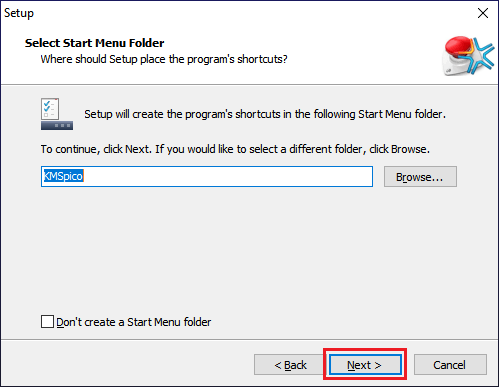 Setup
Select Start Menu Folder
Where should Setup place the program's shortcuts?
Setup will create the program's shortcuts in the following Start Menu folder.
To continue, click Next. If you would like to select a different folder, click Browse.
KMSpico
Browse...
Don't create a Start Menu folder
< Back
Next >
Cancel